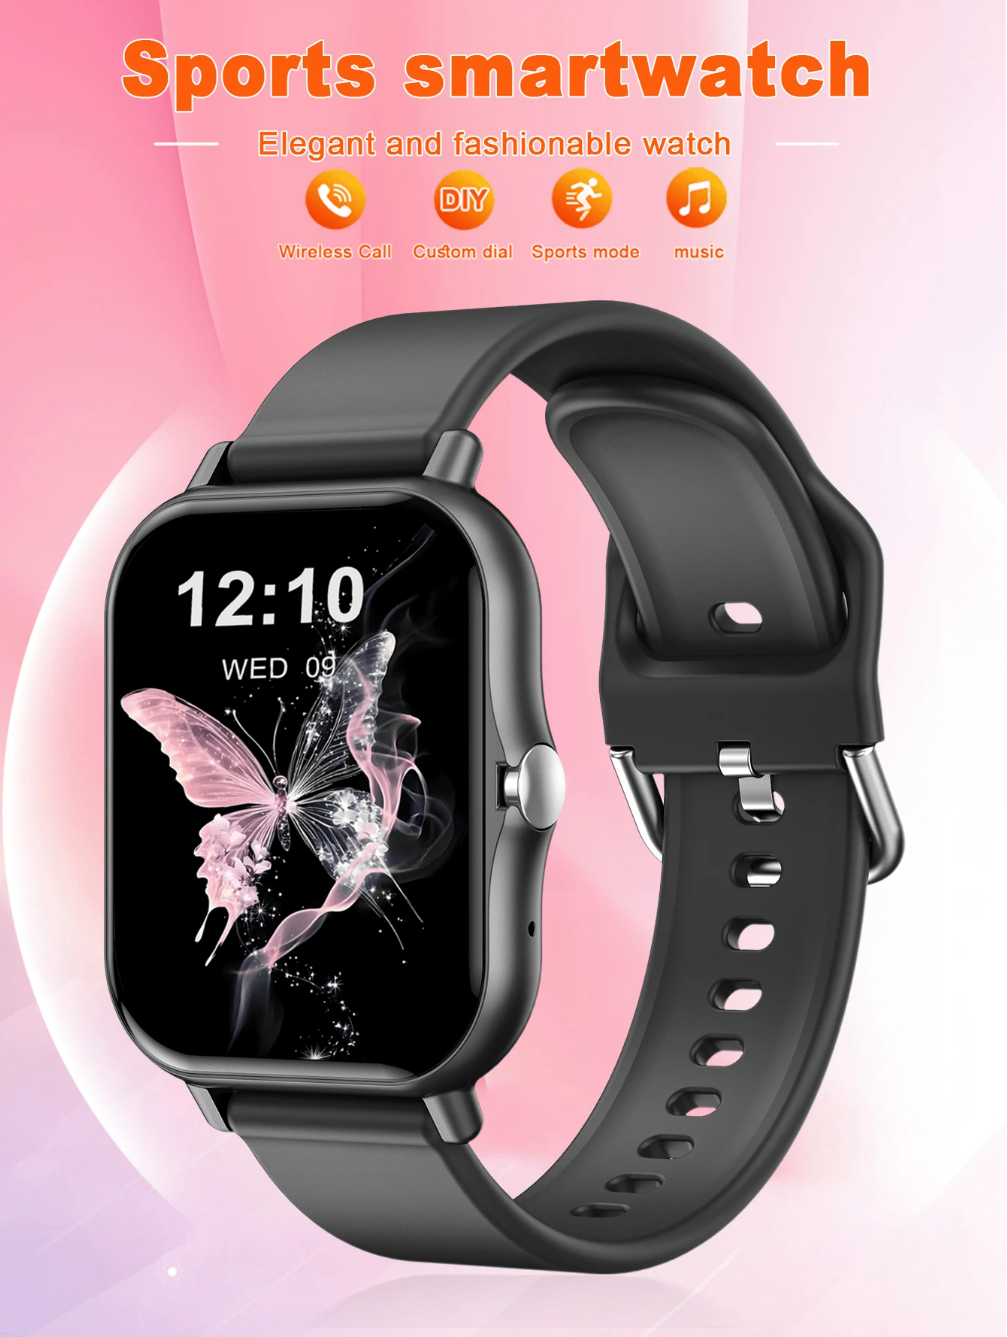 Sports smartwatch
Elegant and fashionable watch
DIY
Wireless Call Custom dial Sports mode music
12:10
WED 09